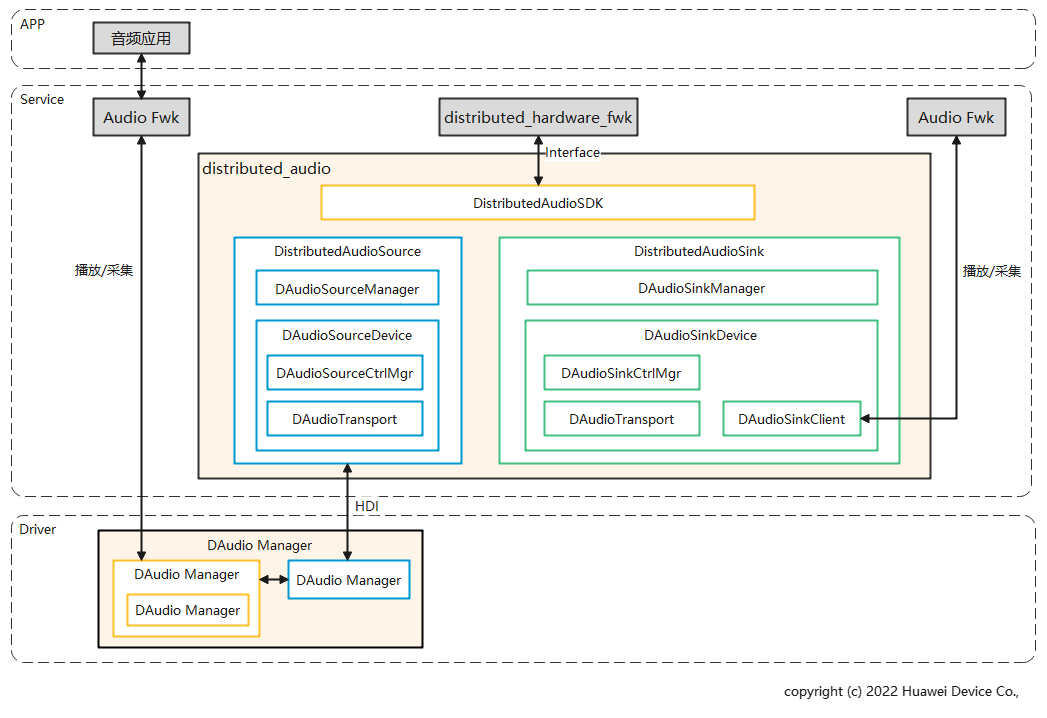 APP
音频应用
Service
Audio Fwk
distributed_hardware_fwk
Audio Fwk
Interface
distributed_audio
DistributedAudioSDK
DistributedAudioSource
DistributedAudioSink
播放/采集
播放/采集
DAudioSourceManager
DAudioSinkManager
DAudioSourceDevice
DAudioSinkDevice
DAudioSourceCtrlMgr
DAudioSinkCtrlMgr
DAudioTransport
DAudioTransport
DAudioSinkClient
HDI
Driver
DAudio Manager
DAudio Manager
DAudio Manager
DAudio Manager
copyright (c) 2022 Huawei Device Co.,